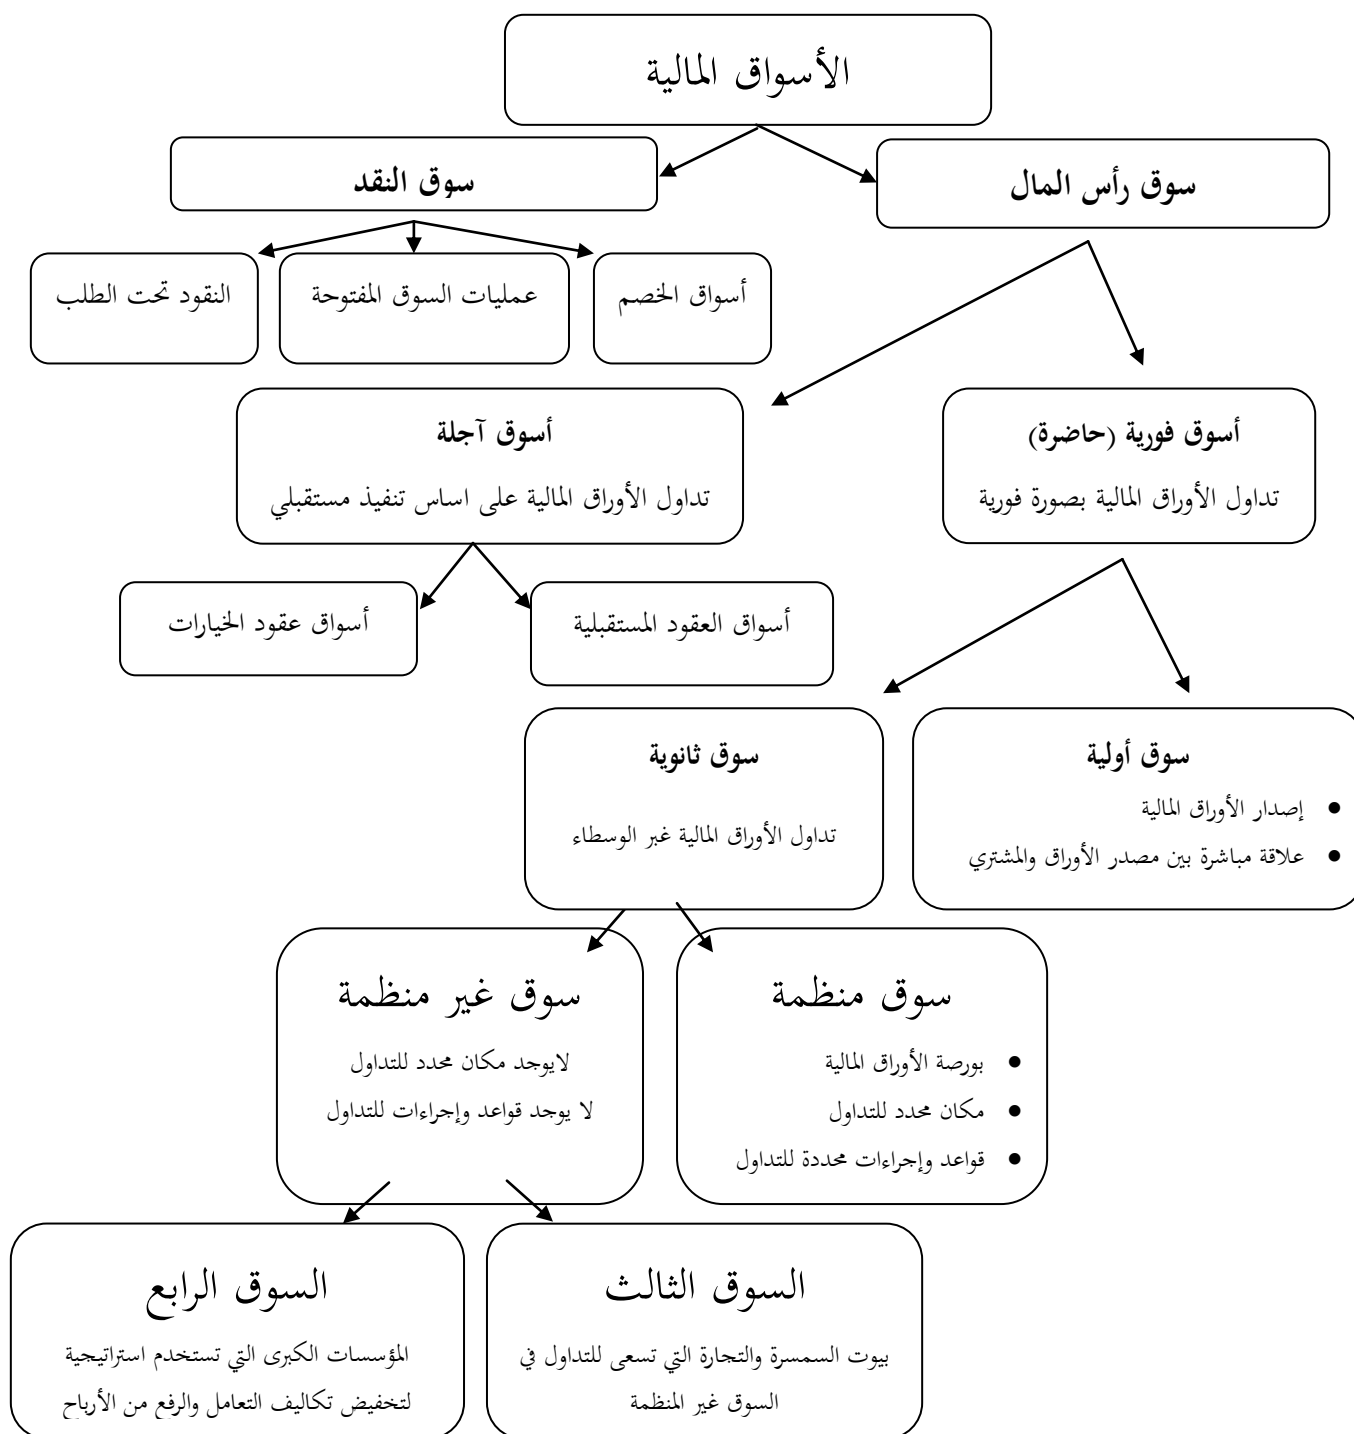 الأسواق المالية
سوق رأس المال
سوق النقد
أسواق الخصم
عمليات السوق المفتوحة
النقود تحت الطلب
أسوق فورية (حاضرة)
تداول الأوراق المالية بصورة فورية
أسوق آجلة
تداول الأوراق المالية على اساس تنفيذ مستقبلي
أسواق العقود المستقبلية
أسواق عقود الخيارات
سوق أولية
• إصدار الأوراق المالية
• علاقة مباشرة بين مصدر الأوراق والمشتري
سوق ثانوية
تداول الأوراق المالية غبر الوسطاء
سوق منظمة
• بورصة الأوراق المالية
• مكان محدد للتداول
• قواعد وإجراءات محددة للتداول
سوق غير منظمة
لايوجد مكان محدد للتداول
لا يوجد قواعد وإجراءات للتداول
السوق الثالث
بيوت السمسرة والتجارة التي تسعى للتداول في
السوق غير المنظمة
السوق الرابع
المؤسسات الكبرى التي تستخدم استراتيجية
لتخفيض تكاليف التعامل والرفع من الأرباح